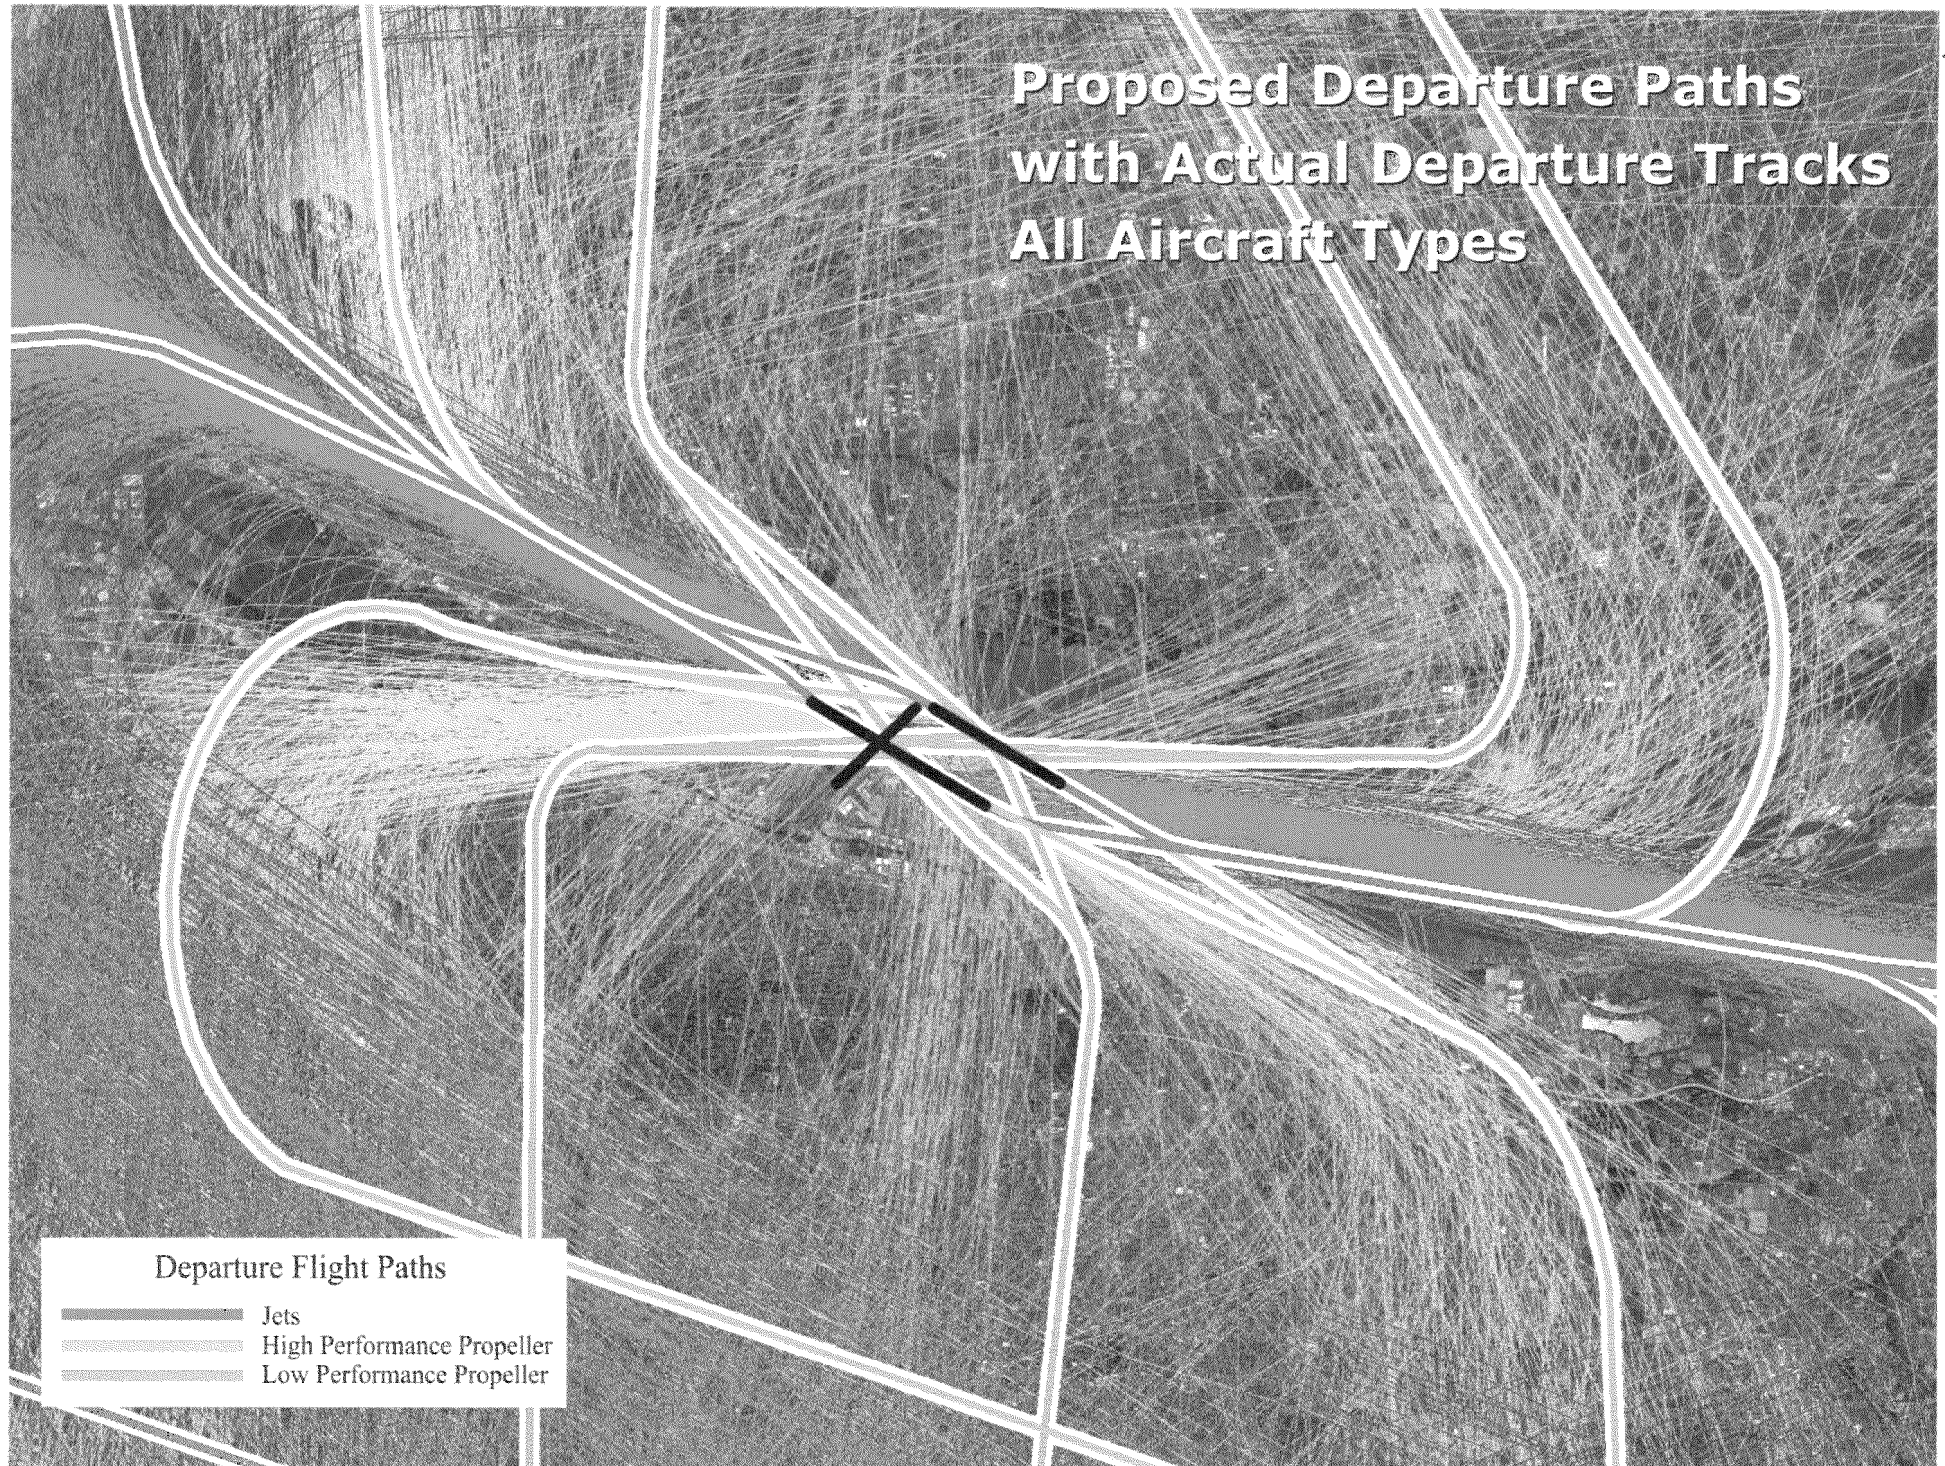 Proposed Departure Paths
with Actual Departure Tracks
All Aircraft Types
Departure Flight Paths
Jets
High Performance Propeller
Low Performance Propeller